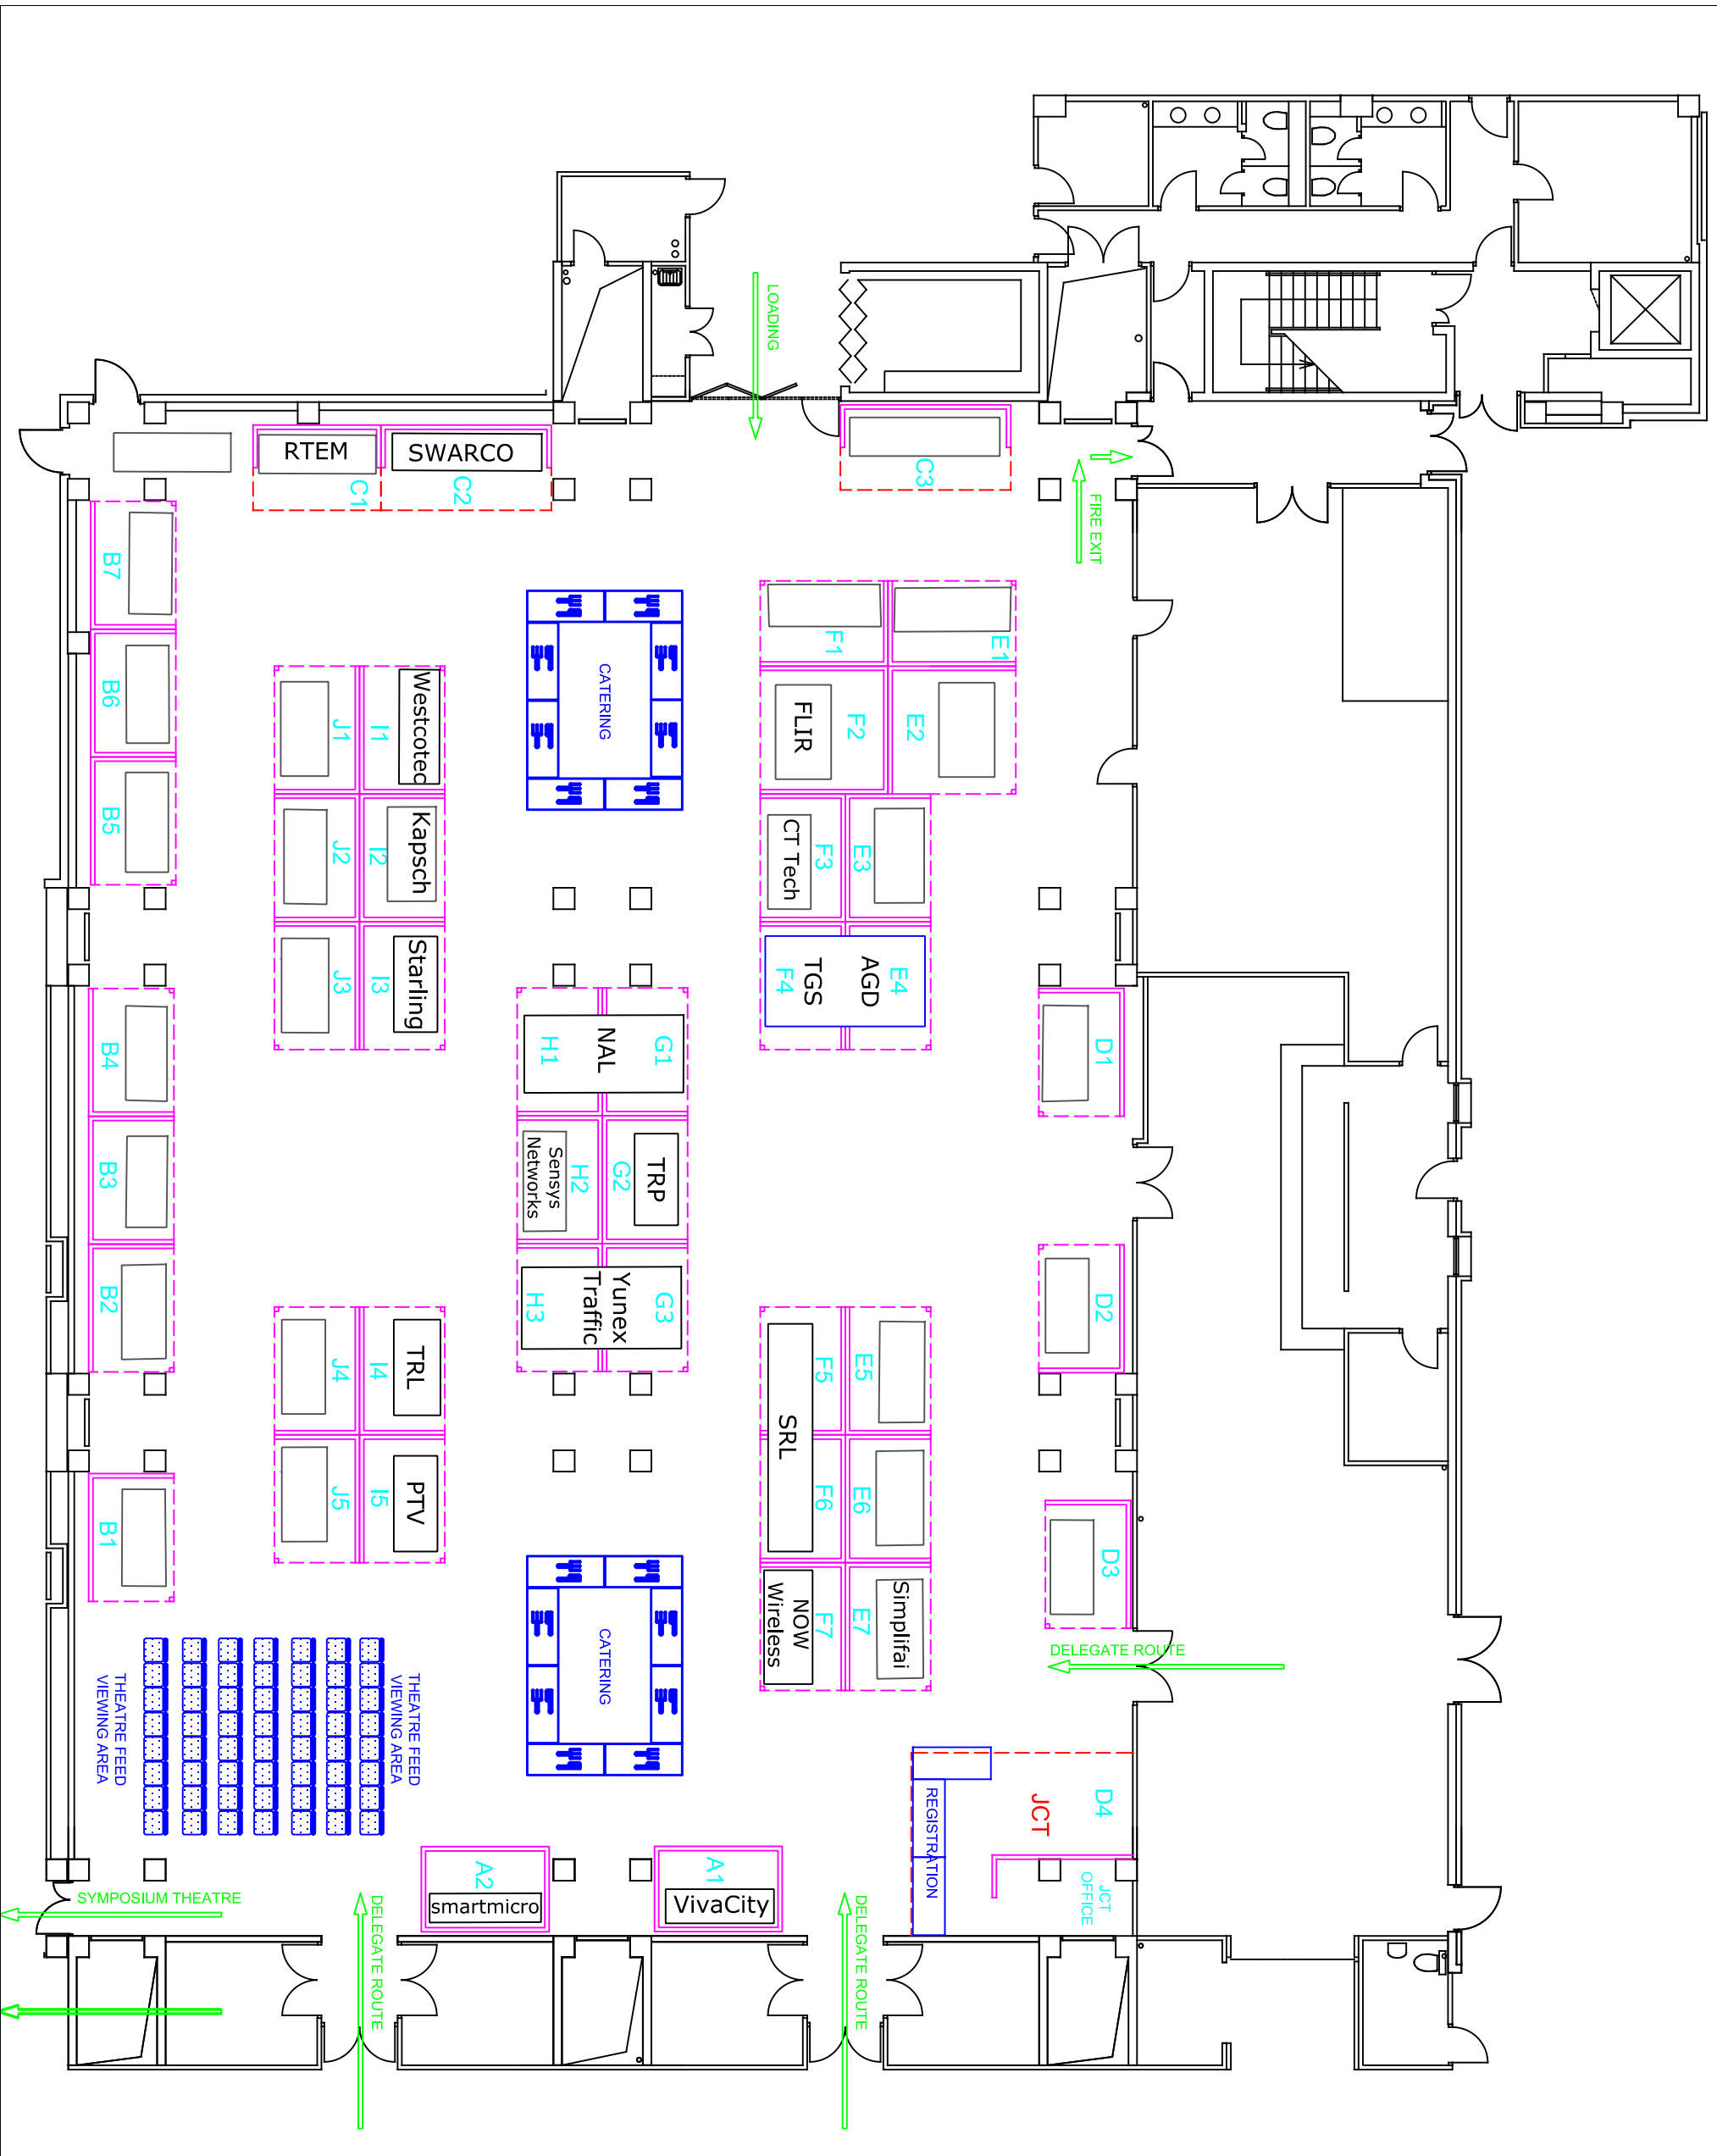 LOADING
RTEM
SWARCO
C1
C2
C3
FIRE EXIT
B7
B6
B5
B4
B3
B2
B1
Westcotec
J1
I1
Kapsch
J2
I2
Starling
J3
I3
CATERING
F1
E1
FLIR
F2
E2
CT Tech
F3
E3
TGS
F4
AGD
E4
D1
H1
NAL
G1
Sensys
Networks
H2
G2
TRP
H3
Yunex
Traffic
G3
D2
J4
I4
TRL
J5
I5
PTV
SRL
F5
E5
F6
E6
D3
NOW
Wireless
F7
E7
Simplifai
CATERING
DELEGATE ROUTE
THEATRE FEED
VIEWING AREA
THEATRE FEED
VIEWING AREA
REGISTRATION
JCT
D4
JCT
OFFICE
A2
smartmicro
A1
VivaCity
SYMPOSIUM THEATRE
DELEGATE ROUTE
DELEGATE ROUTE